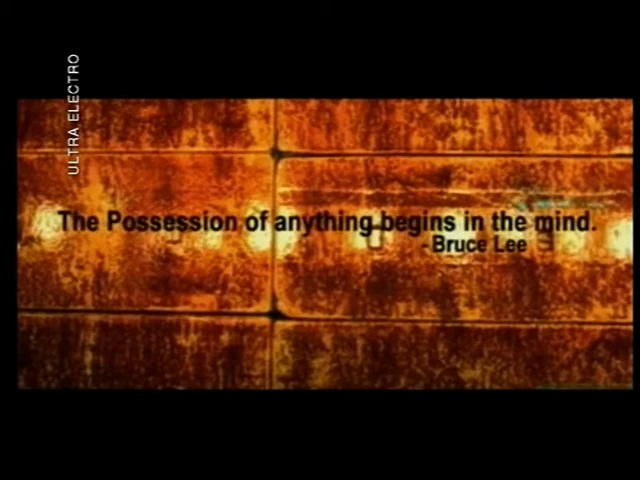 ULTRA ELECTRO
The Possession of anything begins in the mind.
- Bruce Lee